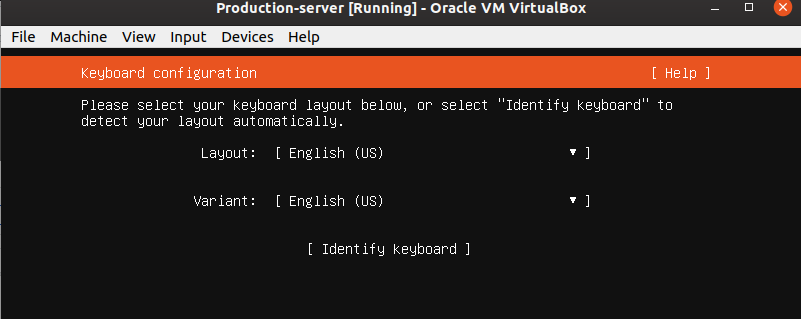 Production-server [Running] - Oracle VM VirtualBox
File Machine View Input Devices Help
Keyboard configuration [ Help ]
Please select your keyboard layout below, or select "Identify keyboard" to
detect your layout automatically.
Layout: [ English (US) ▾ ]
Variant: [ English (US) ▾ ]
[ Identify keyboard ]